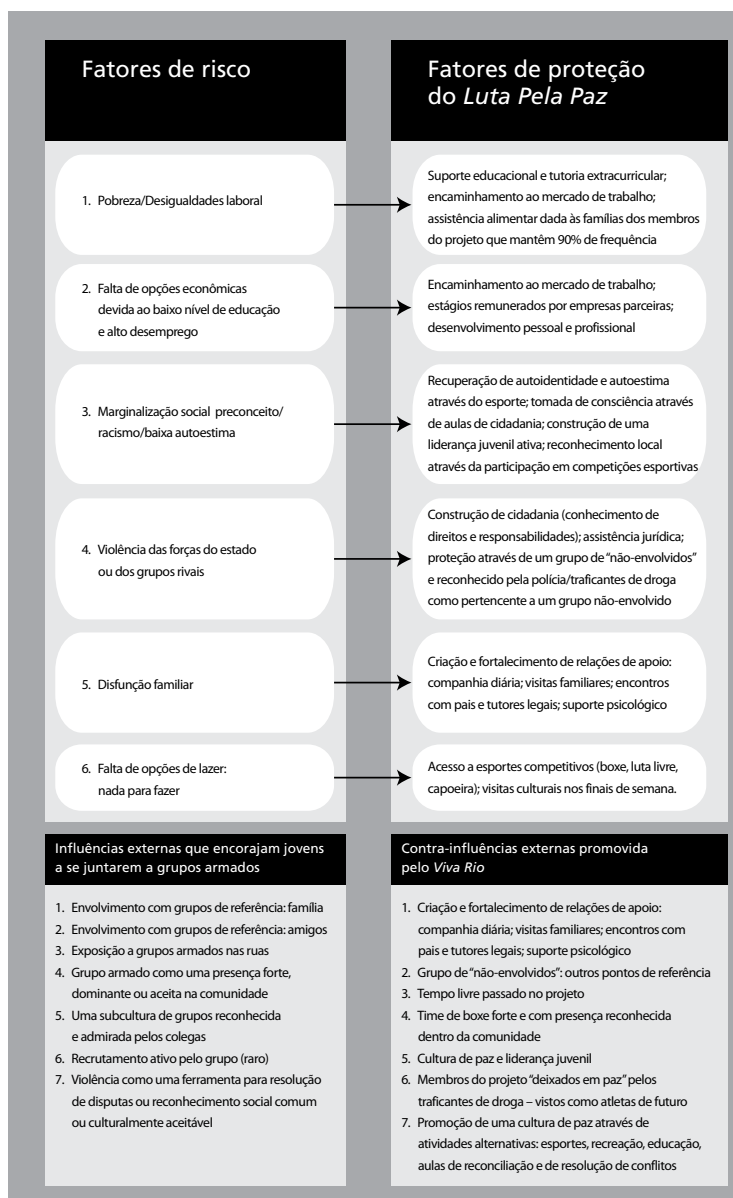 Fatores de risco
Fatores de proteção
do Luta Pela Paz
1. Pobreza/Desigualdades laboral
Suporte educacional e tutoria extracurricular;
encaminhamento ao mercado de trabalho;
assistência alimentar dada às famílias dos membros
do projeto que mantêm 90% de frequência
2. Falta de opções econômicas
devida ao baixo nível de educação
e alto desemprego
Encaminhamento ao mercado de trabalho;
estágios remunerados por empresas parceiras;
desenvolvimento pessoal e profissional
3. Marginalização social preconceito/
racismo/baixa autoestima
Recuperação de autoidentidade e autoestima
através do esporte; tomada de consciência através
de aulas de cidadania; construção de uma
liderança juvenil ativa; reconhecimento local
através da participação em competições esportivas
4. Violência das forças do estado
ou dos grupos rivais
Construção de cidadania (conhecimento de
direitos e responsabilidades); assistência jurídica;
proteção através de um grupo de "não-envolvidos"
e reconhecido pela polícia/traficantes de droga
como pertencente a um grupo não-envolvido
5. Disfunção familiar
Criação e fortalecimento de relações de apoio:
companhia diária; visitas familiares; encontros
com pais e tutores legais; suporte psicológico
6. Falta de opções de lazer:
nada para fazer
Acesso a esportes competitivos (boxe, luta livre,
capoeira); visitas culturais nos finais de semana.
Influências externas que encorajam jovens
a se juntarem a grupos armados
1. Envolvimento com grupos de referência: família
2. Envolvimento com grupos de referência: amigos
3. Exposição a grupos armados nas ruas
4. Grupo armado como uma presença forte,
dominante ou aceita na comunidade
5. Uma subcultura de grupos reconhecida
e admirada pelos colegas
6. Recrutamento ativo pelo grupo (raro)
7. Violência como uma ferramenta para resolução
de disputas ou reconhecimento social comum
ou culturalmente aceitável
Contra-influências externas promovida
pelo Viva Rio
1. Criação e fortalecimento de relações de apoio:
companhia diária; visitas familiares; encontros com
pais e tutores legais; suporte psicológico
2. Grupo de "não-envolvidos": outros pontos de referência
3. Tempo livre passado no projeto
4. Time de boxe forte e com presença reconhecida
dentro da comunidade
5. Cultura de paz e liderança juvenil
6. Membros do projeto "deixados em paz" pelos
traficantes de droga – vistos como atletas de futuro
7. Promoção de uma cultura de paz através de
atividades alternativas: esportes, recreação, educação,
aulas de reconciliação e de resolução de conflitos